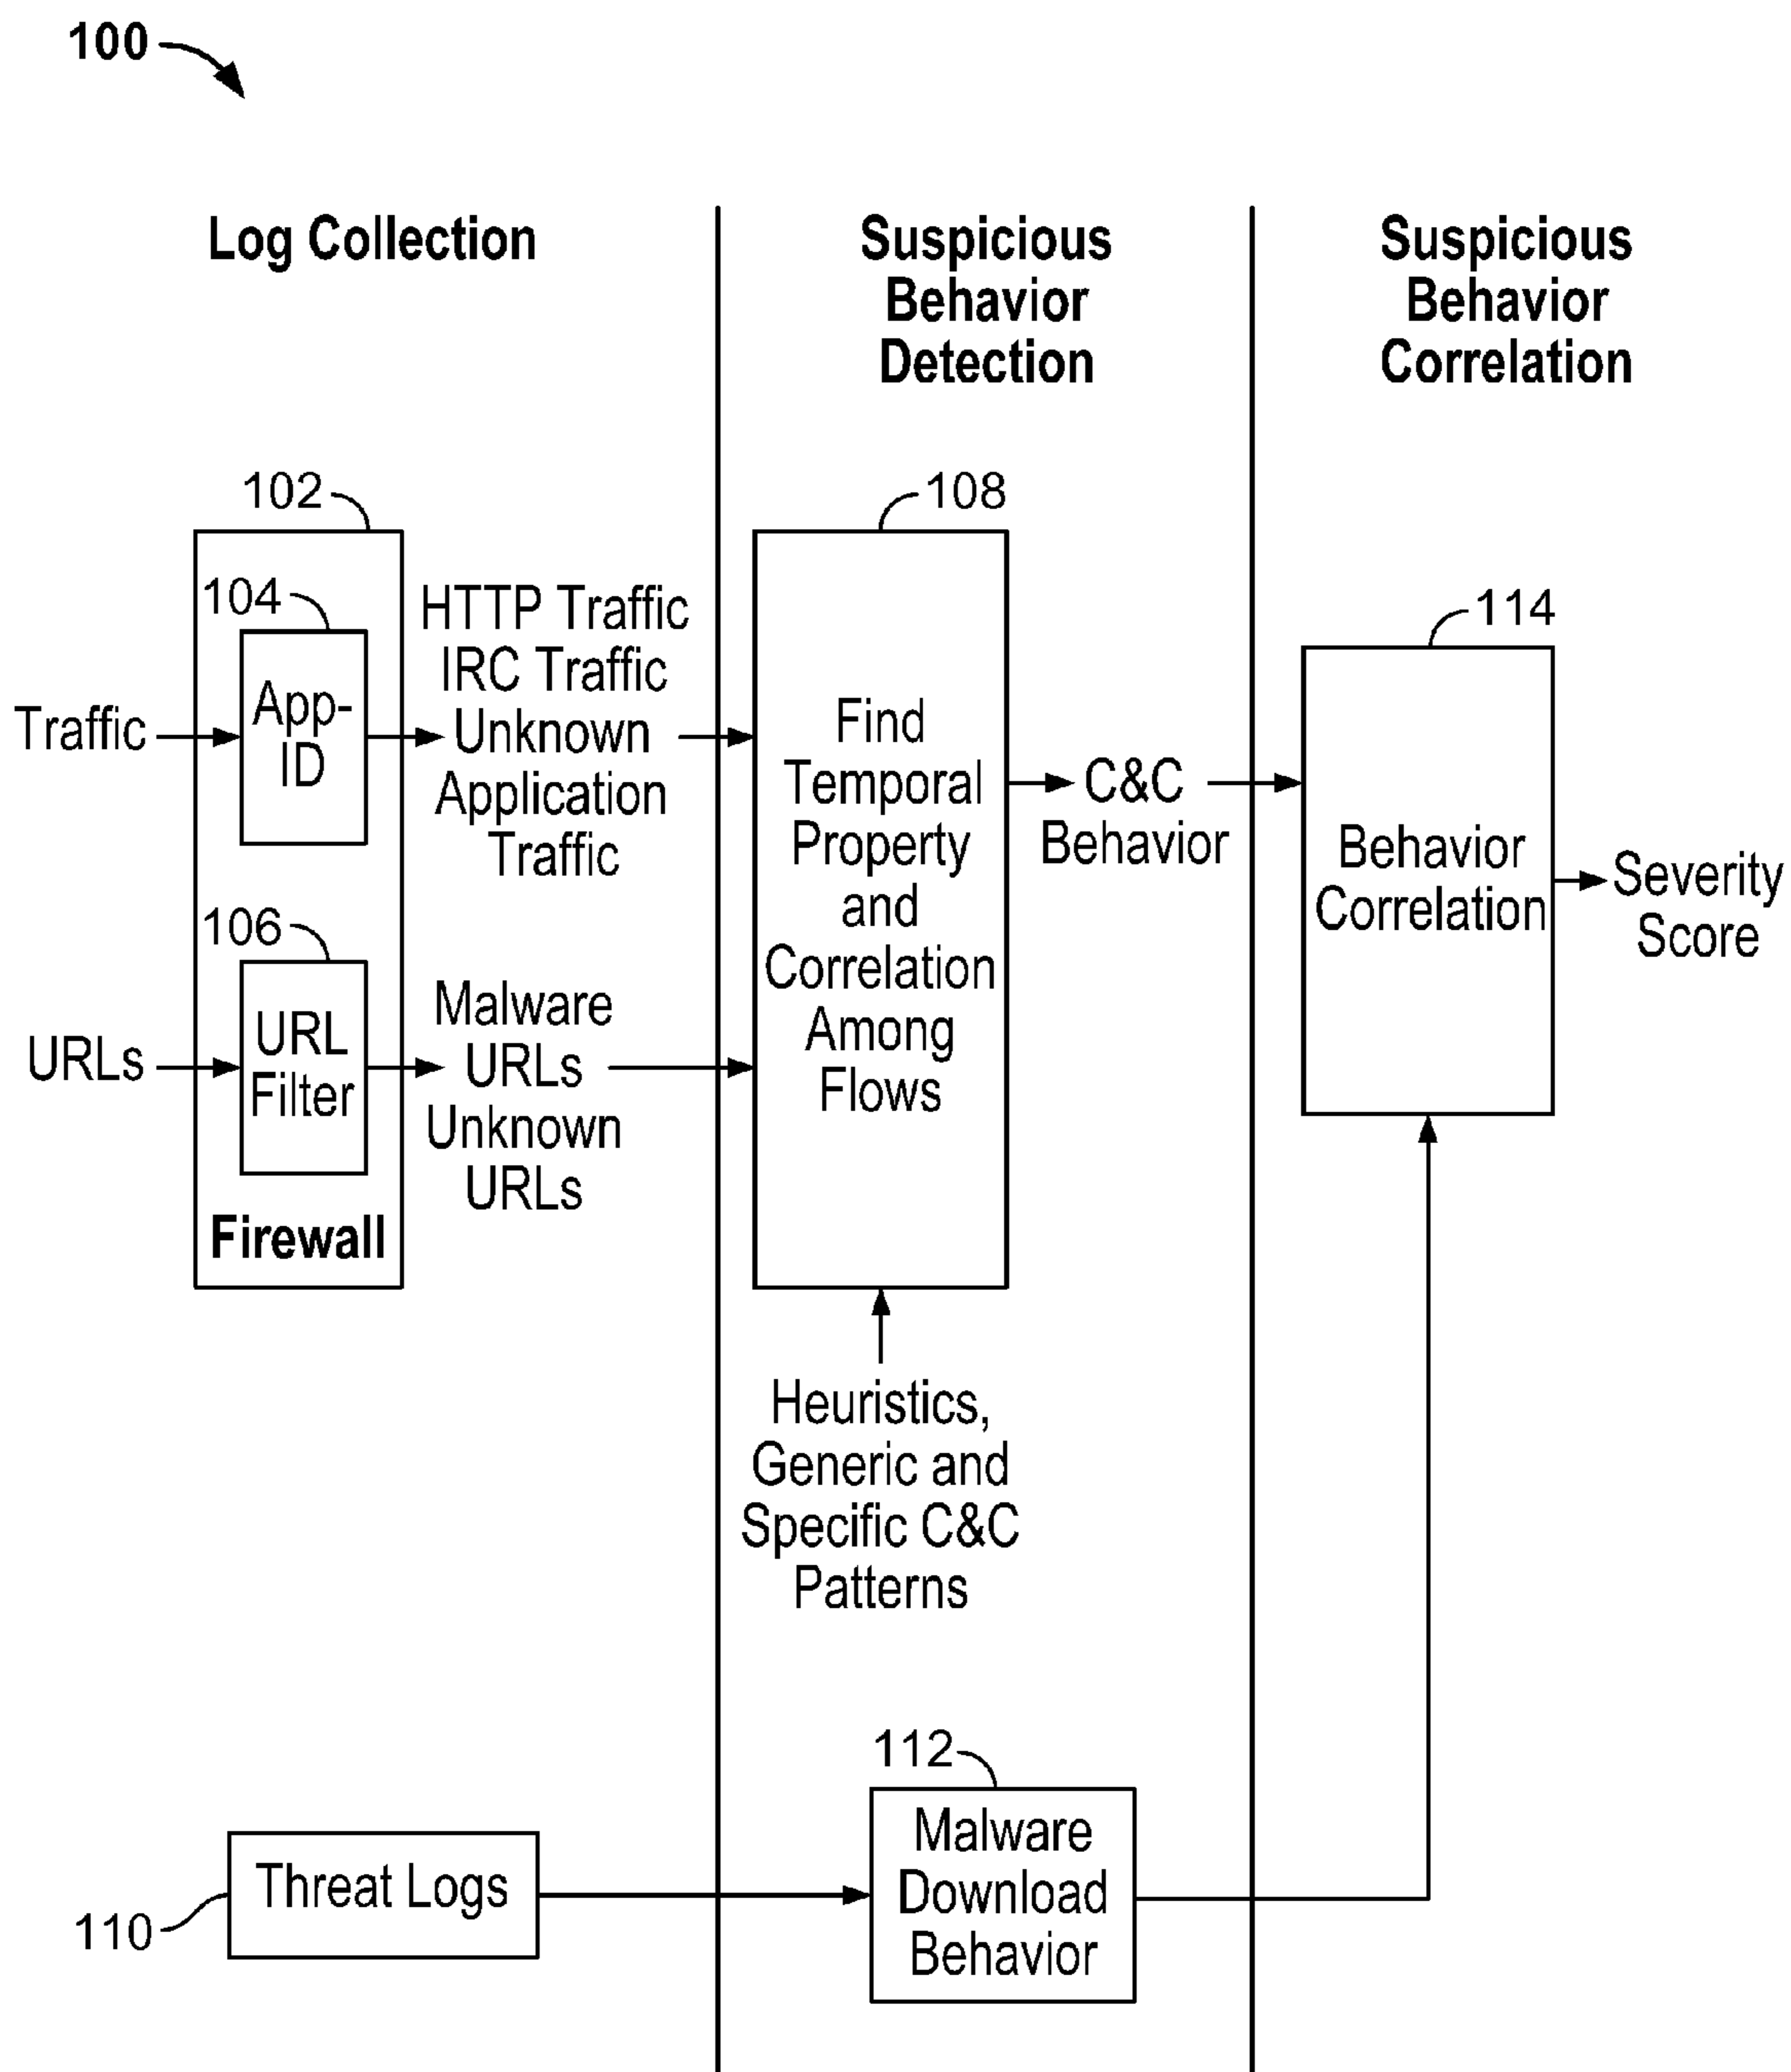 100
Log Collection
Suspicious
Behavior
Detection
Suspicious
Behavior
Correlation
102
104
App-
ID
Traffic
HTTP Traffic
IRC Traffic
Unknown
Application
Traffic
106
URL
Filter
URLs
Malware
URLs
Unknown
URLs
Firewall
108
Find
Temporal
Property
and
Correlation
Among
Flows
C&C
Behavior
Heuristics,
Generic and
Specific C&C
Patterns
114
Behavior
Correlation
Severity
Score
110
Threat Logs
112
Malware
Download
Behavior